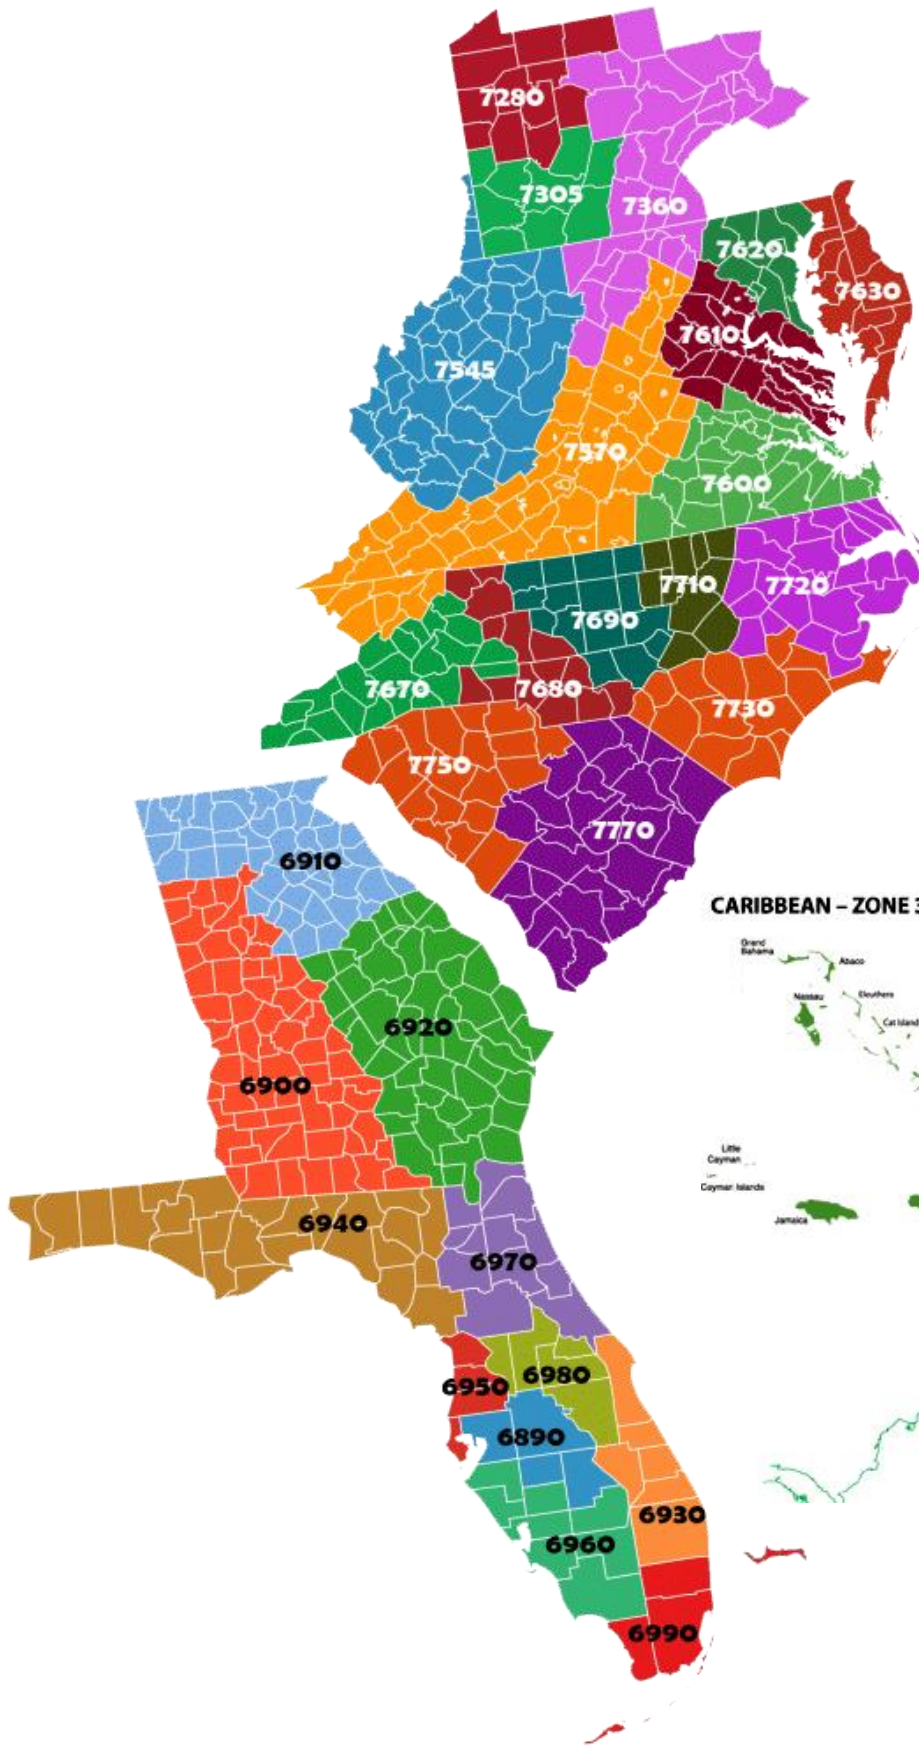 7280
7305
7360
7620
7630
7610
7545
7570
7600
7710
7720
7690
7670
7680
7730
7750
7770
6910
CARIBBEAN – ZONE 3
Grand
Bahama
Abaco
Nassau
Eleuthera
Cat Island
6920
6900
Little
Cayman
Cayman Islands
Jamaica
6940
6970
6980
6950
6890
6930
6960
6990